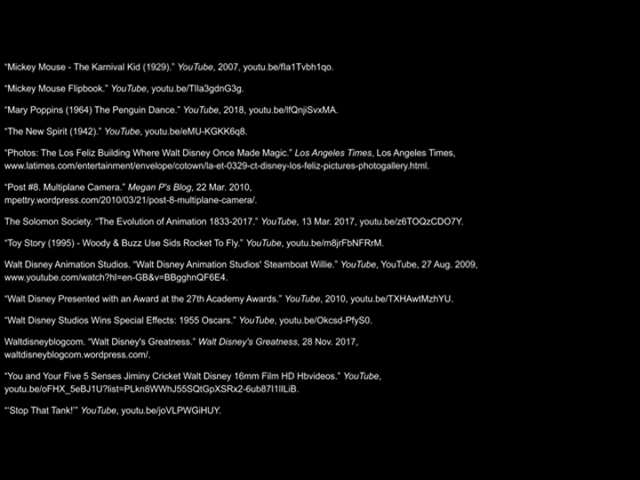 "Mickey Mouse - The Karnival Kid (1929)." YouTube, 2007, youtu.be/fla1Tvbh1qo.
"Mickey Mouse Flipbook." YouTube, youtu.be/TlIa3gdnG3g.
"Mary Poppins (1964) The Penguin Dance." YouTube, 2018, youtu.be/lfQnjiSvxMA.
"The New Spirit (1942)." YouTube, youtu.be/eMU-KGKK6q8.
"Photos: The Los Feliz Building Where Walt Disney Once Made Magic." Los Angeles Times, Los Angeles Times,
www.latimes.com/entertainment/envelope/cotown/la-et-0329-ct-disney-los-feliz-pictures-photogallery.html.
"Post #8. Multiplane Camera." Megan P's Blog, 22 Mar. 2010,
mpettry.wordpress.com/2010/03/21/post-8-multiplane-camera/.
The Solomon Society. "The Evolution of Animation 1833-2017." YouTube, 13 Mar. 2017, youtu.be/z6TOQzCDO7Y.
"Toy Story (1995) - Woody & Buzz Use Sids Rocket To Fly." YouTube, youtu.be/m8jrFbNFRrM.
Walt Disney Animation Studios. "Walt Disney Animation Studios' Steamboat Willie." YouTube, YouTube, 27 Aug. 2009,
www.youtube.com/watch?hl=en-GB&v=BBgghnQF6E4.
"Walt Disney Presented with an Award at the 27th Academy Awards." YouTube, 2010, youtu.be/TXHAwtMzhYU.
"Walt Disney Studios Wins Special Effects: 1955 Oscars." YouTube, youtu.be/Okcsd-PfyS0.
Waltdisneyblogcom. "Walt Disney's Greatness." Walt Disney's Greatness, 28 Nov. 2017,
waltdisneyblogcom.wordpress.com/.
"You and Your Five 5 Senses Jiminy Cricket Walt Disney 16mm Film HD Hbvideos." YouTube,
youtu.be/oFHX_5eBJ1U?list=PLkn8WWhJ55SQtGpXSRx2-6ub87I1lILiB.
"'Stop That Tank!'" YouTube, youtu.be/joVLPWGiHUY.